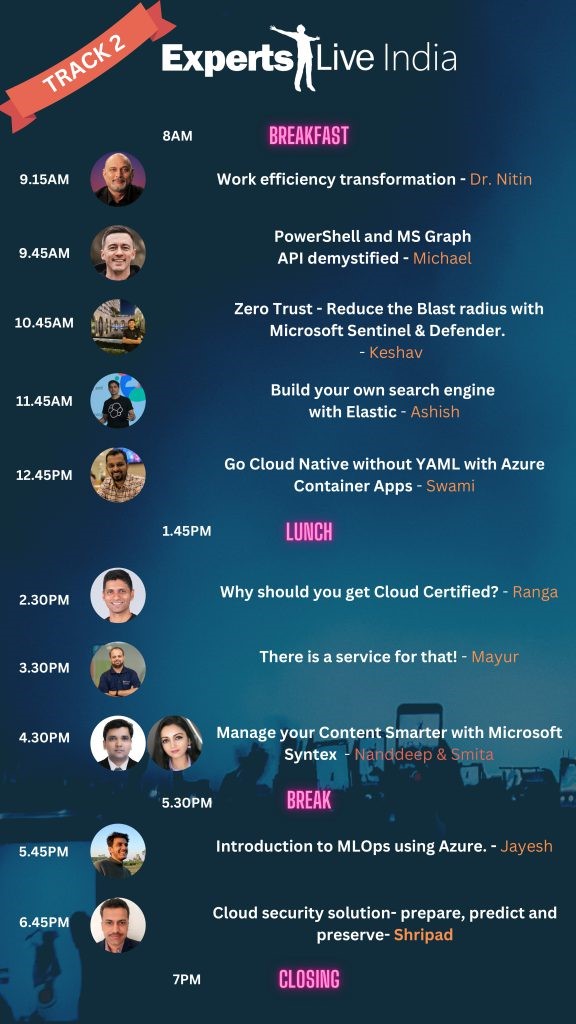 TRACK 2
Experts Live India
8AM BREAKFAST
9.15AM Work efficiency transformation - Dr. Nitin
PowerShell and MS Graph
9.45AM API demystified - Michael
Zero Trust - Reduce the Blast radius with
10.45AM Microsoft Sentinel & Defender.
- Keshav
Build your own search engine
11.45AM with Elastic - Ashish
Go Cloud Native without YAML with Azure
12.45PM Container Apps - Swami
1.45PM LUNCH
2.30PM Why should you get Cloud Certified? - Ranga
3.30PM There is a service for that! - Mayur
4.30PM Manage your Content Smarter with Microsoft
Syntex - Nanddeep & Smita
5.30PM BREAK
5.45PM Introduction to MLOps using Azure. - Jayesh
6.45PM Cloud security solution- prepare, predict and
preserve- Shripad
7PM CLOSING